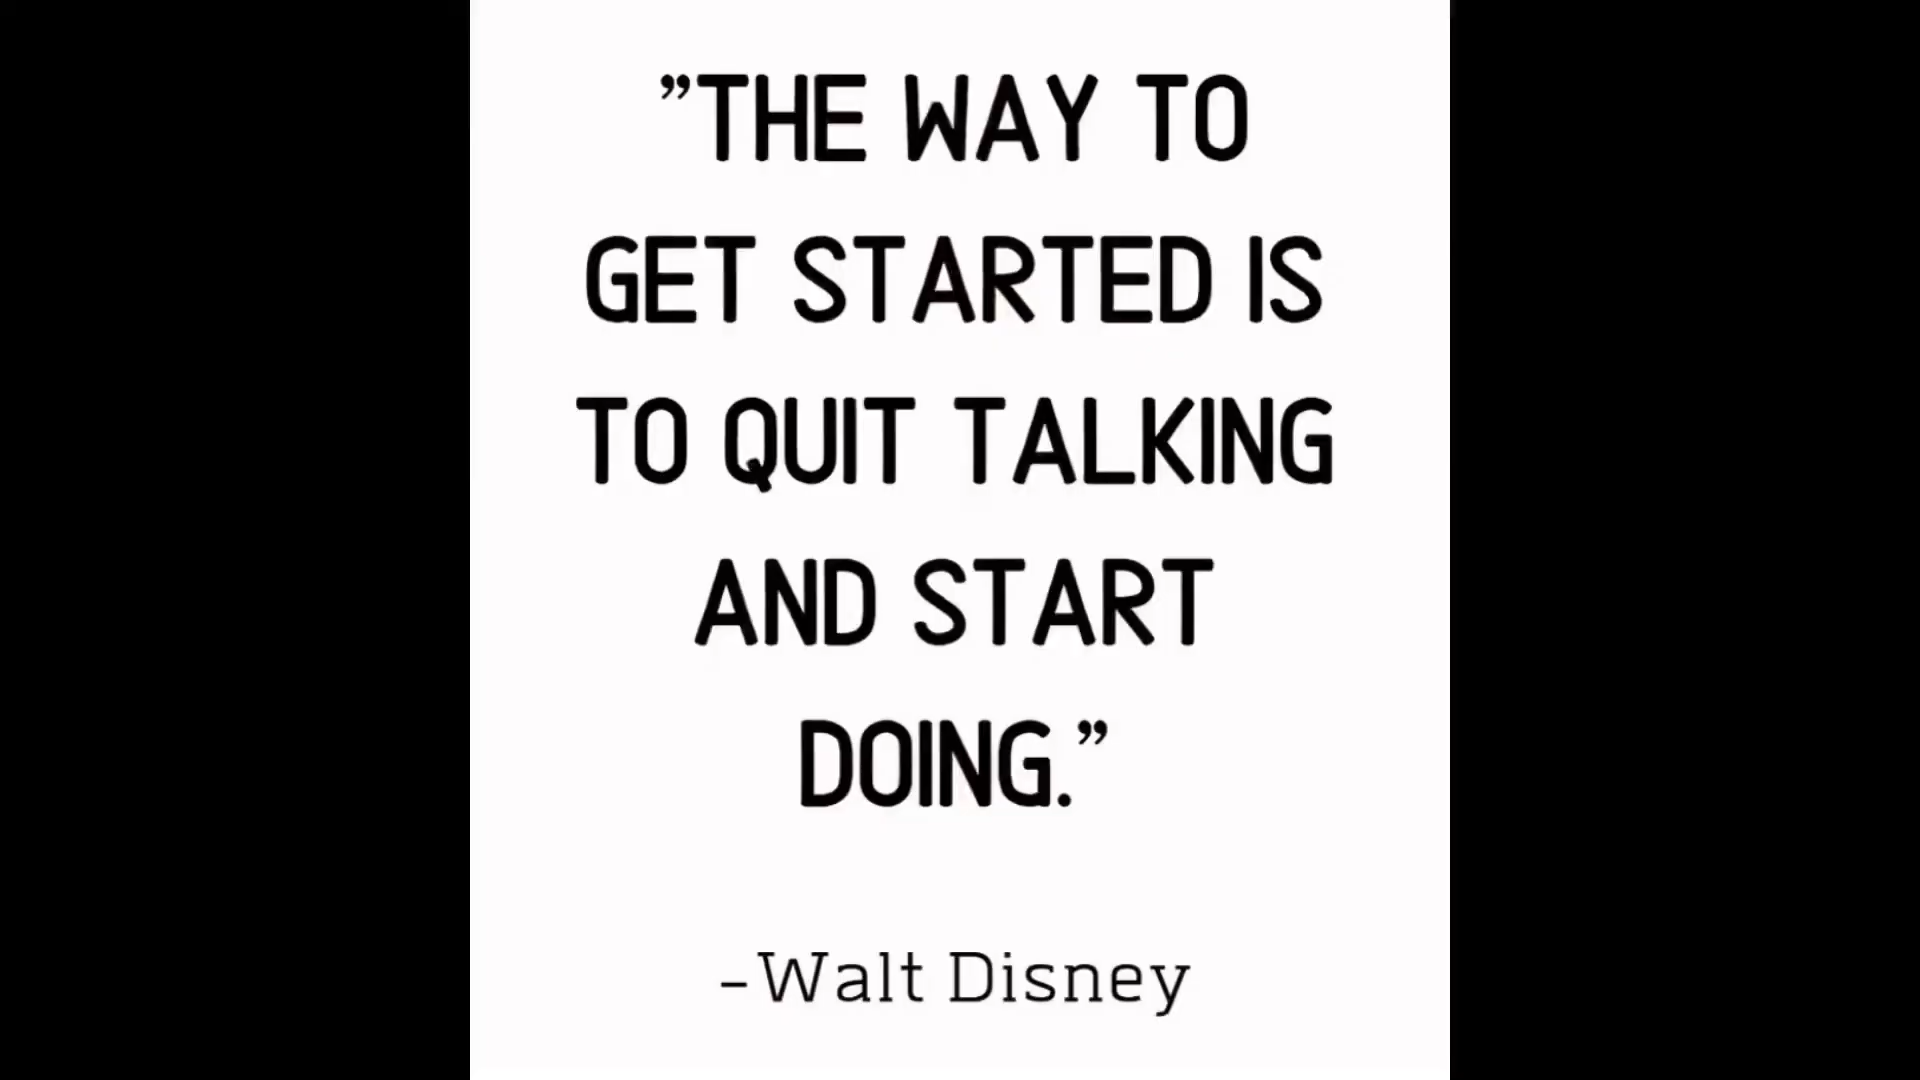 ”THE WAY TO
GET STARTED IS
TO QUIT TALKING
AND START
DOING.”
-Walt Disney